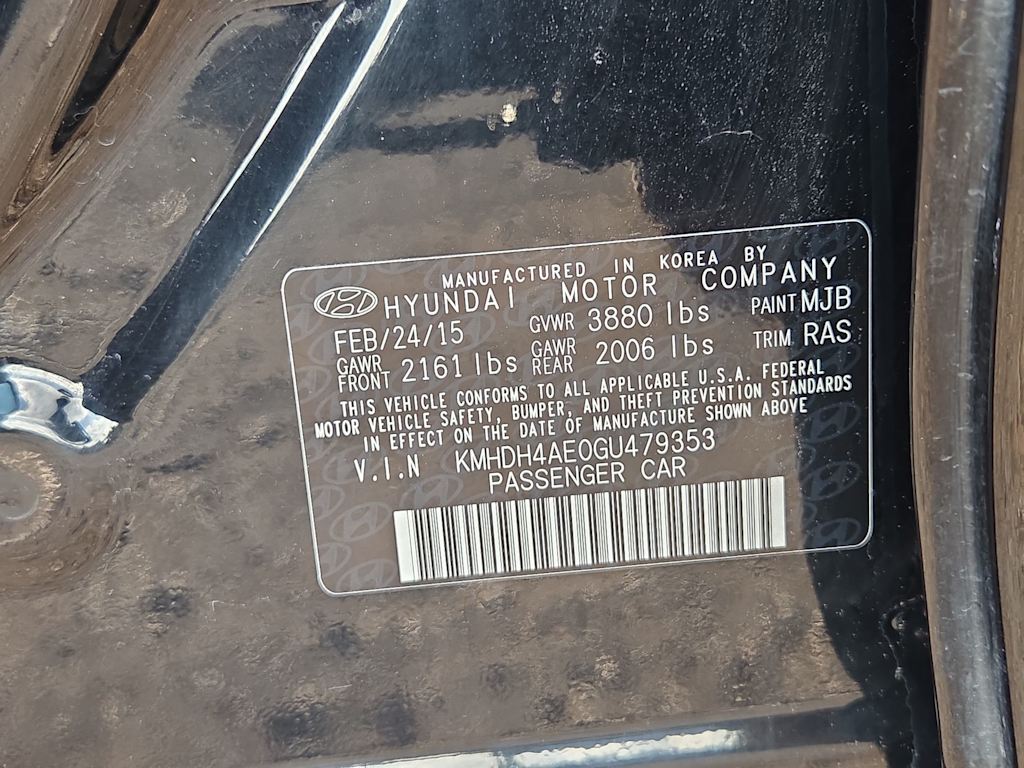 MANUFACTURED IN KOREA BY
HYUNDAI MOTOR COMPANY
FEB/24/15 GVWR 3880 lbs PAINT MJB
GAWR FRONT 2161 lbs GAWR REAR 2006 lbs TRIM RAS
THIS VEHICLE CONFORMS TO ALL APPLICABLE U.S.A. FEDERAL
MOTOR VEHICLE SAFETY, BUMPER, AND THEFT PREVENTION STANDARDS
IN EFFECT ON THE DATE OF MANUFACTURE SHOWN ABOVE
V.I.N KMHDH4AE0GU479353
PASSENGER CAR